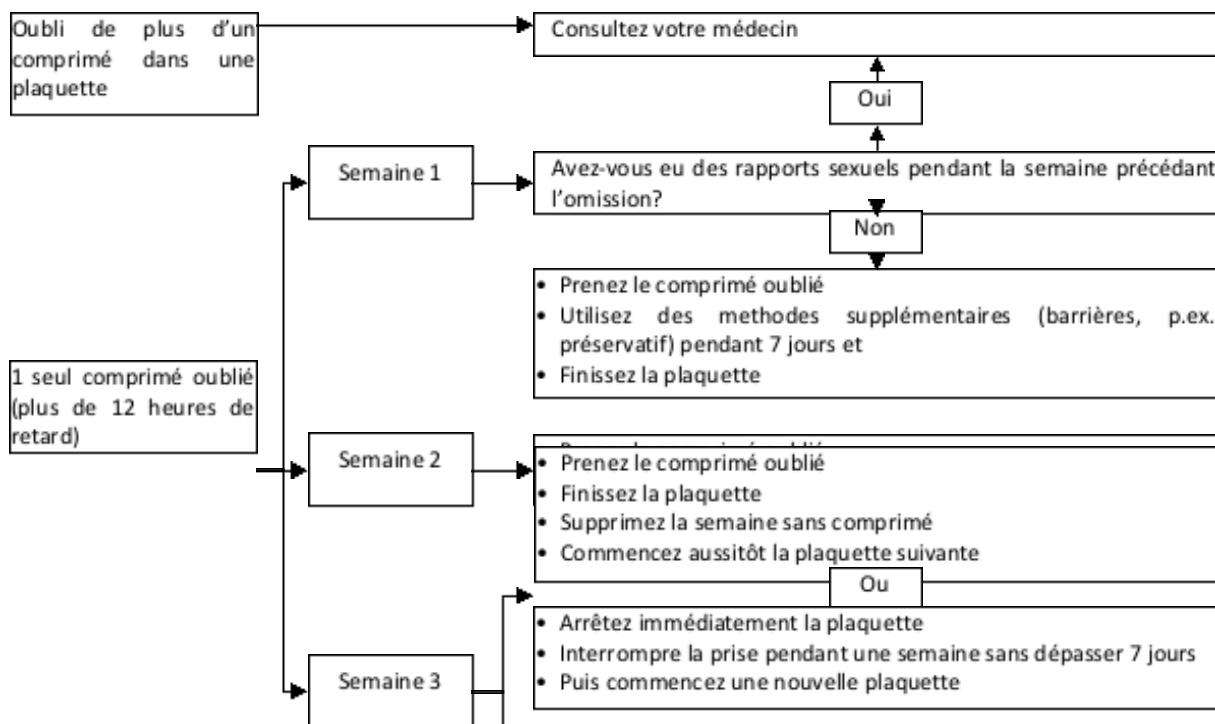 Oubli de plus d'un
comprimé dans une
plaquette
Consultez votre médecin
Oui
Semaine 1
Avez-vous eu des rapports sexuels pendant la semaine précédant
l'omission?
Non
• Prenez le comprimé oublié
• Utilisez des methodes supplémentaires (barrières, p.ex.
préservatif) pendant 7 jours et
• Finissez la plaquette
1 seul comprimé oublié
(plus de 12 heures de
retard)
Semaine 2
• Prenez le comprimé oublié
• Finissez la plaquette
• Supprimez la semaine sans comprimé
• Commencez aussitôt la plaquette suivante
Ou
• Arrêtez immédiatement la plaquette
• Interrompre la prise pendant une semaine sans dépasser 7 jours
• Puis commencez une nouvelle plaquette
Semaine 3